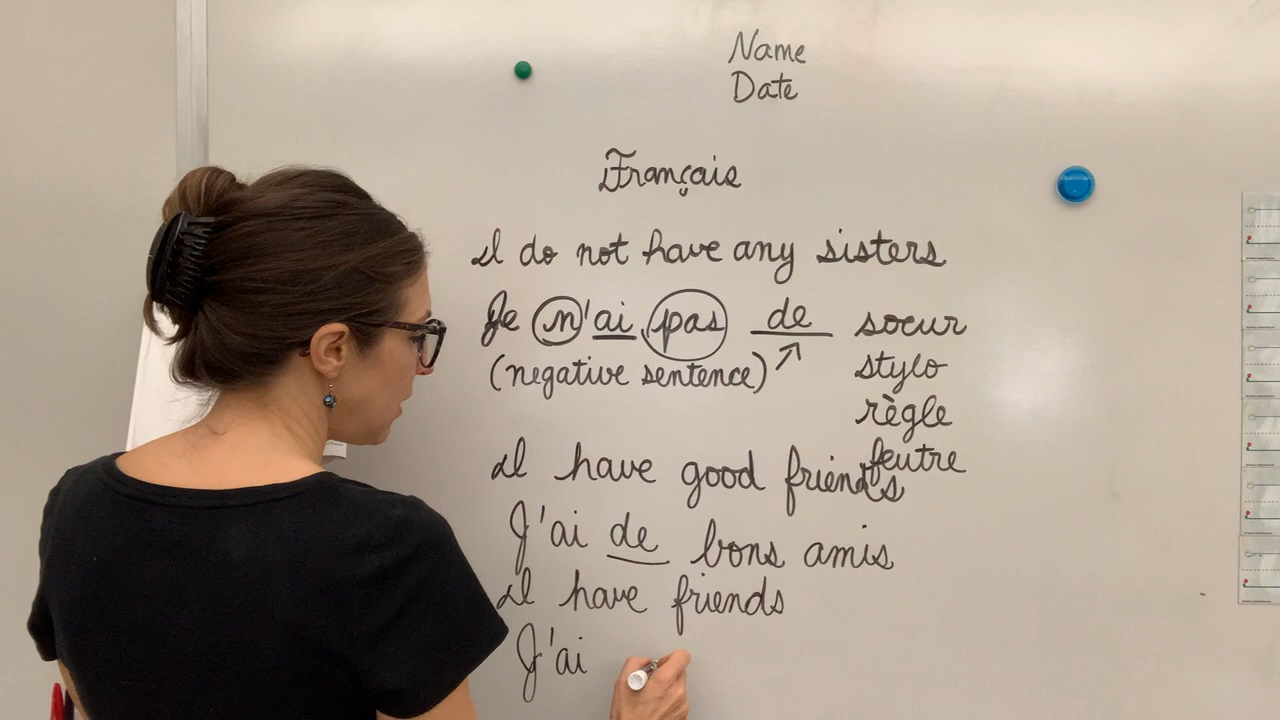 Name
Date
Français
I do not have any sisters
Je n'ai pas de soeur
(negative sentence)
stylo
règle
feutre
I have good friends
J'ai de bons amis
I have friends
J'ai